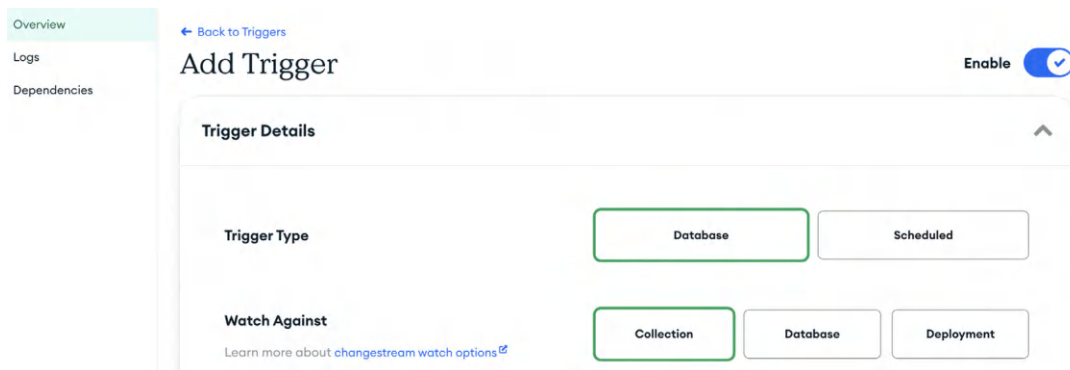 Overview
Logs
Dependencies
← Back to Triggers
Add Trigger
Enable
Trigger Details
Trigger Type
Database
Scheduled
Watch Against
Learn more about changestream watch options
Collection
Database
Deployment